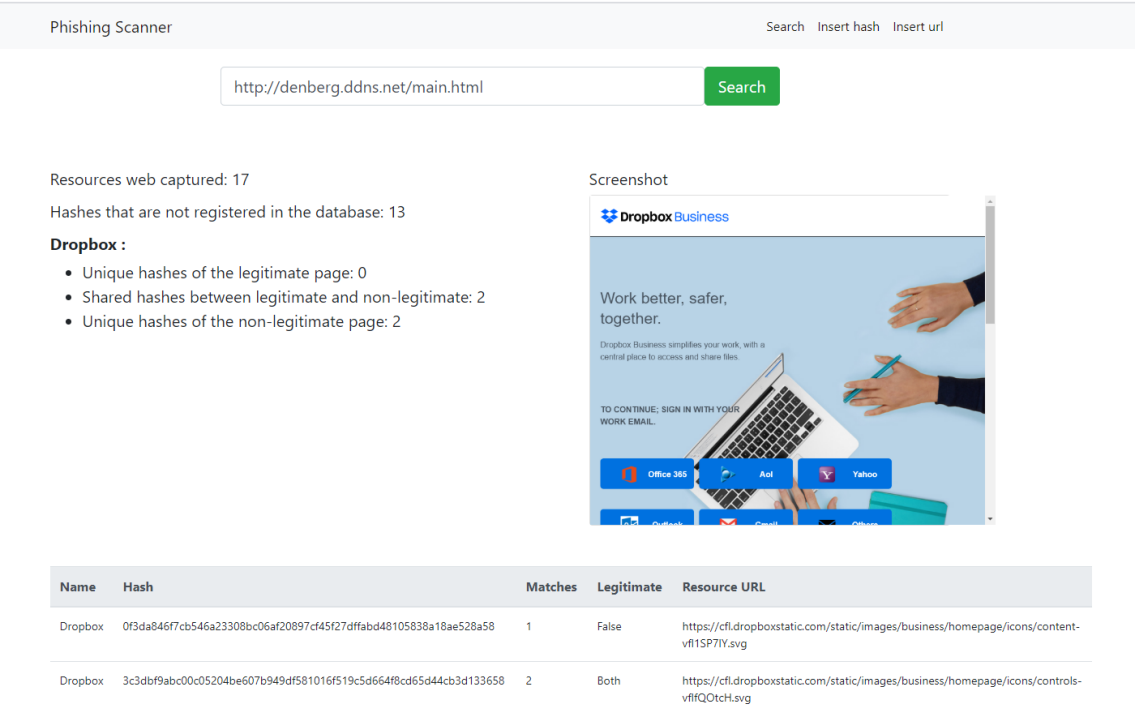 Phishing Scanner
Search Insert hash Insert url
http://denberg.ddns.net/main.html
Search
Resources web captured: 17
Hashes that are not registered in the database: 13
Dropbox :
Unique hashes of the legitimate page: 0
Shared hashes between legitimate and non-legitimate: 2
Unique hashes of the non-legitimate page: 2
Screenshot
Dropbox Business
Work better, safer,
together.
Dropbox Business simplifies your work, with a
central place to access and share files.
TO CONTINUE; SIGN IN WITH YOUR
WORK EMAIL.
Office 365 Aol Yahoo
Outlook Gmail Others
Name Hash Matches Legitimate Resource URL
Dropbox 0f3da846f7cb546a23308bc06af20897cf45f27dffabd48105838a18ae528a58 1 False https://cfl.dropboxstatic.com/static/images/business/homepage/icons/content-
vfl1SP7lY.svg
Dropbox 3c3dbf9abc00c05204be607b949df581016f519c5d664f8cd65d44cb3d133658 2 Both https://cfl.dropboxstatic.com/static/images/business/homepage/icons/controls-
vflfQOtcH.svg